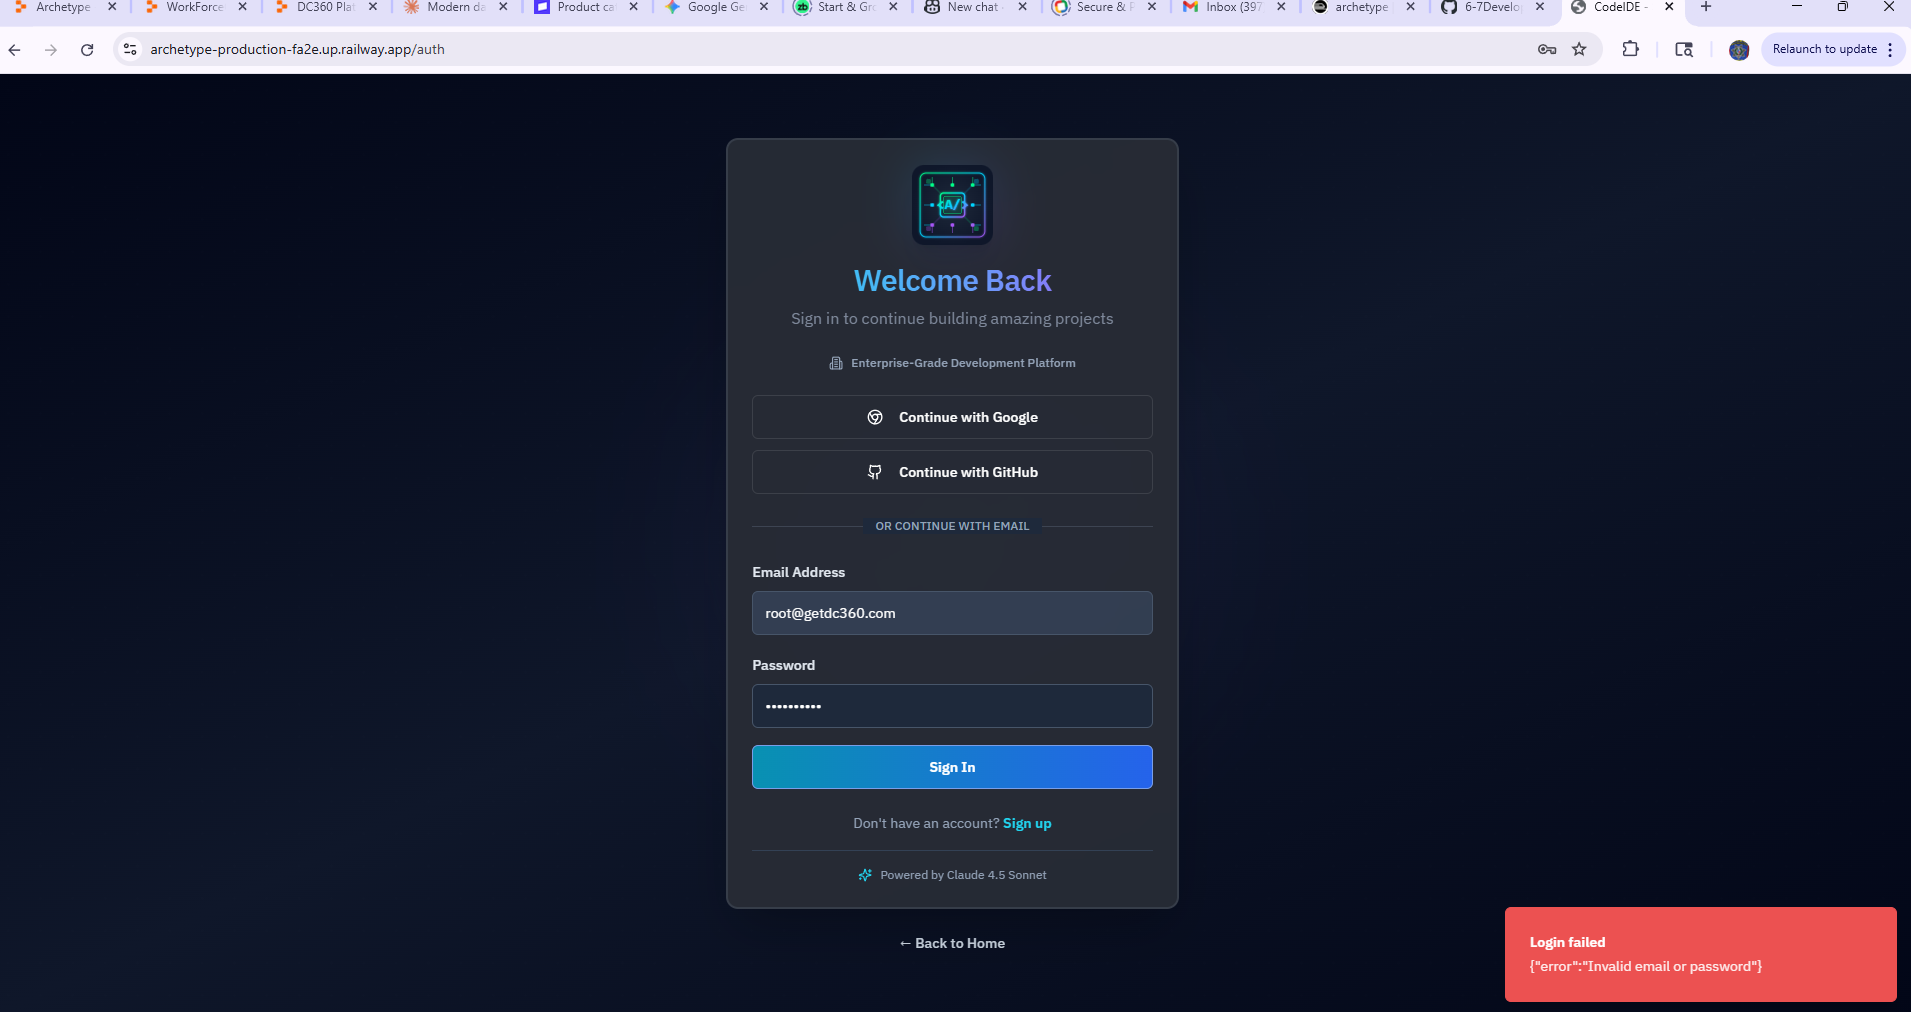 Archetype
WorkForce
DC360 Plat
Modern da
Product ca
Google Ge
Start & Gro
New chat
Secure &
Inbox (397
archetype
6-7Develop
CodeIDE -
archetype-production-fa2e.up.railway.app/auth
Relaunch to update
A/
Welcome Back
Sign in to continue building amazing projects
Enterprise-Grade Development Platform
Continue with Google
Continue with GitHub
OR CONTINUE WITH EMAIL
Email Address
root@getdc360.com
Password
••••••••••
Sign In
Don't have an account? Sign up
Powered by Claude 4.5 Sonnet
← Back to Home
Login failed
{"error":"Invalid email or password"}